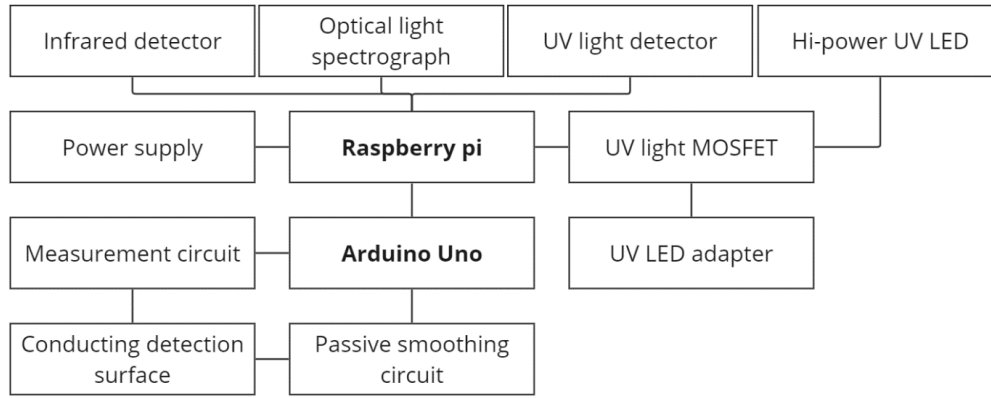 Infrared detector
Optical light
spectrograph
UV light detector
Hi-power UV LED
Power supply
Raspberry pi
UV light MOSFET
Measurement circuit
Arduino Uno
UV LED adapter
Conducting detection
surface
Passive smoothing
circuit